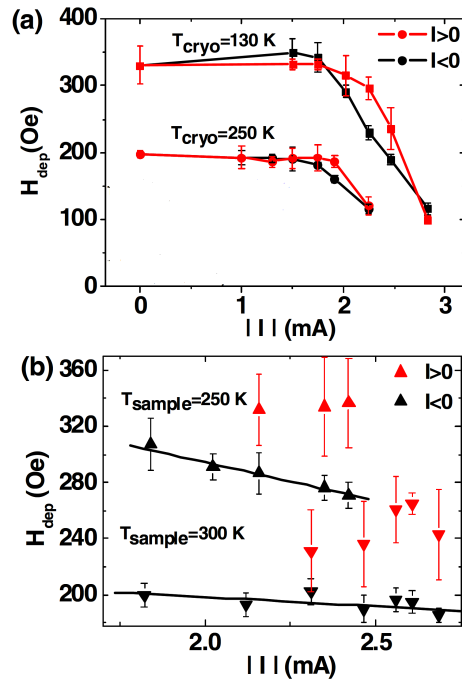 (a)
400
300
200
100
0
H_dep(Oe)
T_cryo=130 K
T_cryo=250 K
I>0
I<0
0
1
2
3
| I | (mA)
(b)
360
320
280
240
200
H_dep(Oe)
T_sample=250 K
T_sample=300 K
I>0
I<0
2.0
2.5
| I | (mA)